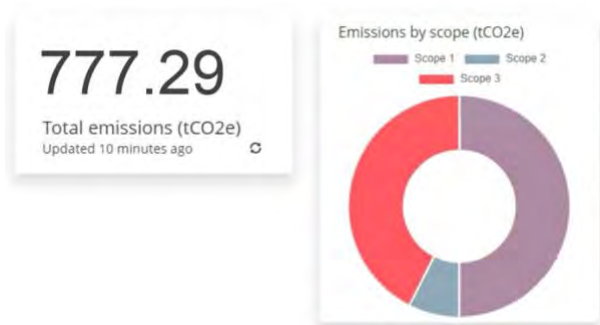 777.29
Total emissions (tCO2e)
Updated 10 minutes ago
Emissions by scope (tCO2e)
Scope 1 Scope 2
Scope 3